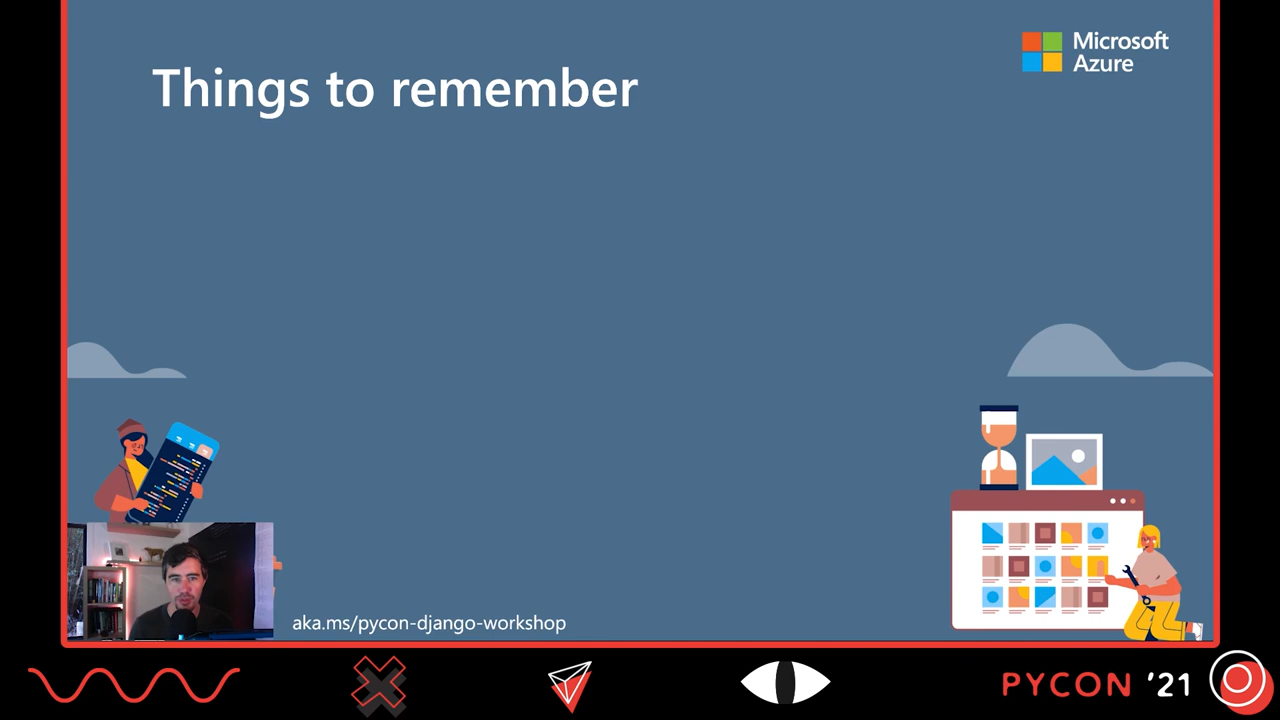 Microsoft
Azure
Things to remember
aka.ms/pycon-django-workshop
PYCON '21